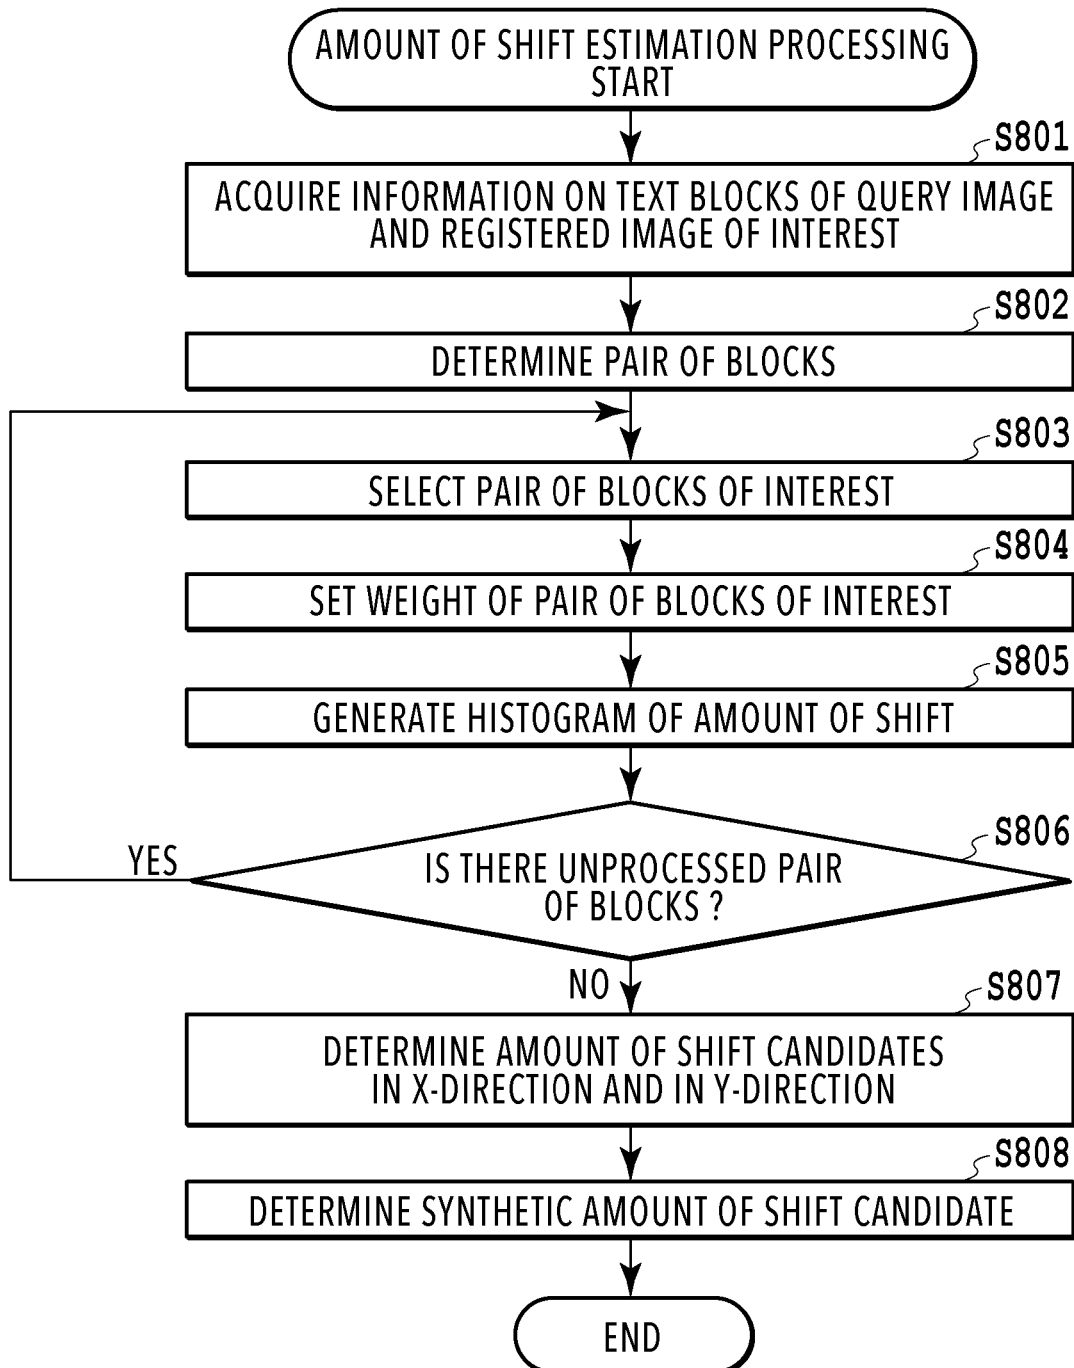 AMOUNT OF SHIFT ESTIMATION PROCESSING
START
S801
ACQUIRE INFORMATION ON TEXT BLOCKS OF QUERY IMAGE
AND REGISTERED IMAGE OF INTEREST
S802
DETERMINE PAIR OF BLOCKS
S803
SELECT PAIR OF BLOCKS OF INTEREST
S804
SET WEIGHT OF PAIR OF BLOCKS OF INTEREST
S805
GENERATE HISTOGRAM OF AMOUNT OF SHIFT
S806
YES
IS THERE UNPROCESSED PAIR
OF BLOCKS ?
NO
S807
DETERMINE AMOUNT OF SHIFT CANDIDATES
IN X-DIRECTION AND IN Y-DIRECTION
S808
DETERMINE SYNTHETIC AMOUNT OF SHIFT CANDIDATE
END